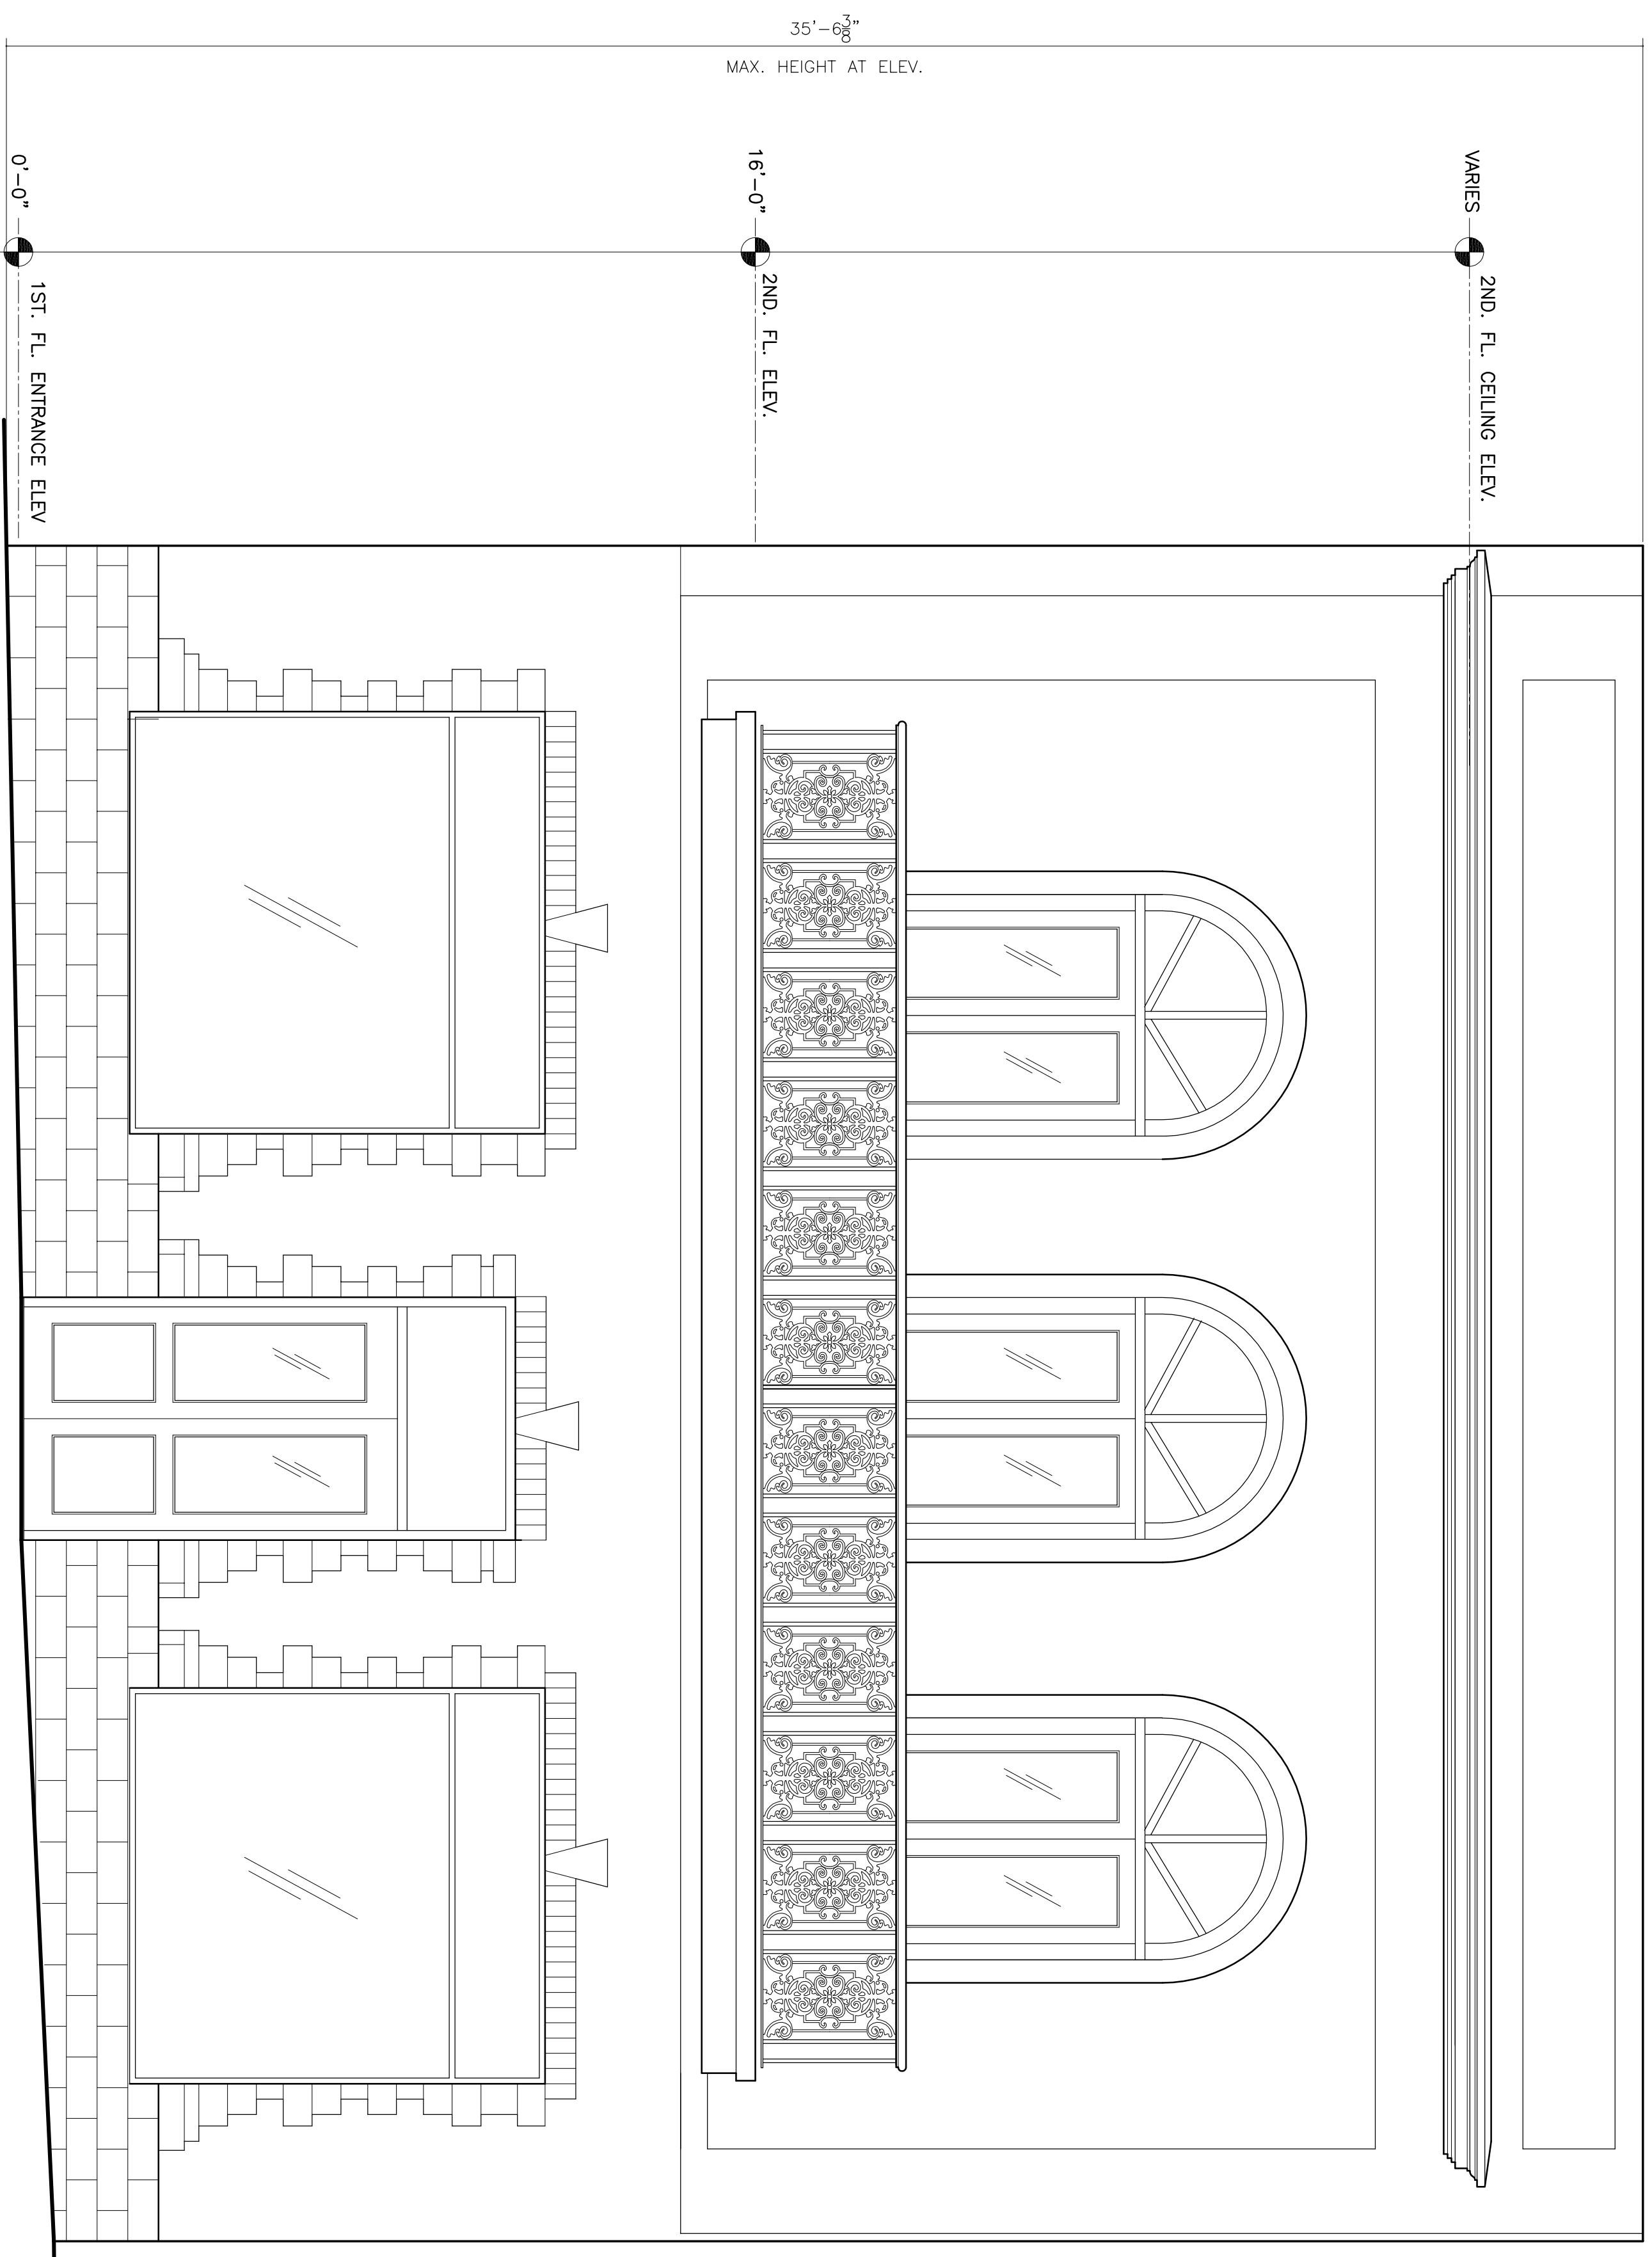 35'-6 3/8"
MAX. HEIGHT AT ELEV.
VARIES
2ND. FL. CEILING ELEV.
16'-0"
2ND. FL. ELEV.
0'-0"
1ST. FL. ENTRANCE ELEV